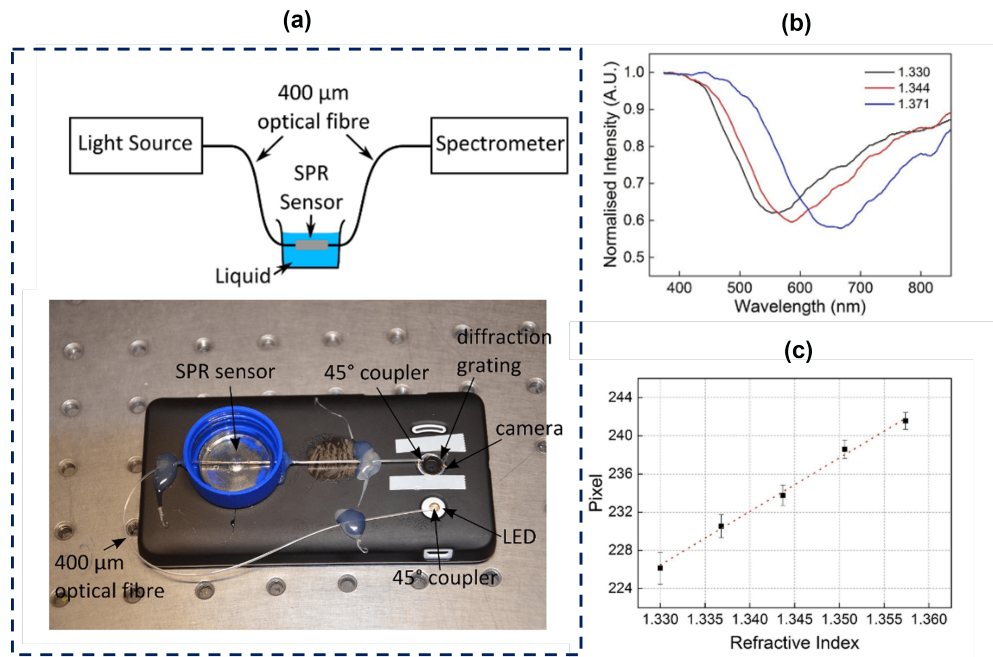 (a)
400 μm
optical fibre
Light Source
Spectrometer
SPR
Sensor
Liquid
SPR sensor
45° coupler
diffraction
grating
camera
LED
45° coupler
400 μm
optical fibre
(b)
Normalised Intensity (A.U.)
1.0
0.9
0.8
0.7
0.6
0.5
1.330
1.344
1.371
400 500 600 700 800
Wavelength (nm)
(c)
Pixel
244
240
236
232
228
224
1.330 1.335 1.340 1.345 1.350 1.355 1.360
Refractive Index